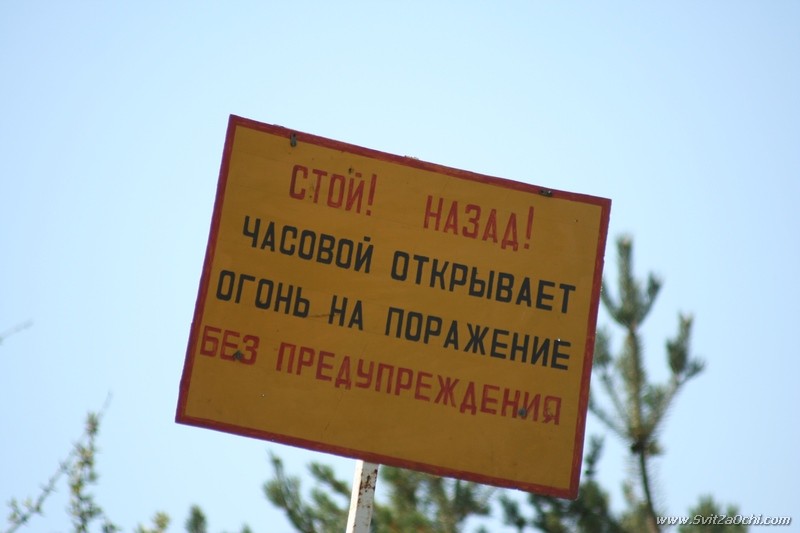 СТОЙ! НАЗАД!
ЧАСОВОЙ ОТКРЫВАЕТ
ОГОНЬ НА ПОРАЖЕНИЕ
БЕЗ ПРЕДУПРЕЖДЕНИЯ
www.SvitZaOchi.com